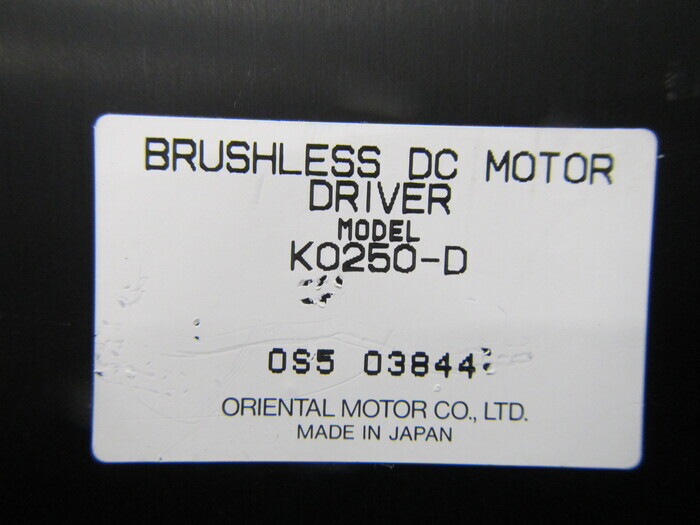 BRUSHLESS DC MOTOR
DRIVER
MODEL
K0250-D
0S5 03844
ORIENTAL MOTOR CO., LTD.
MADE IN JAPAN